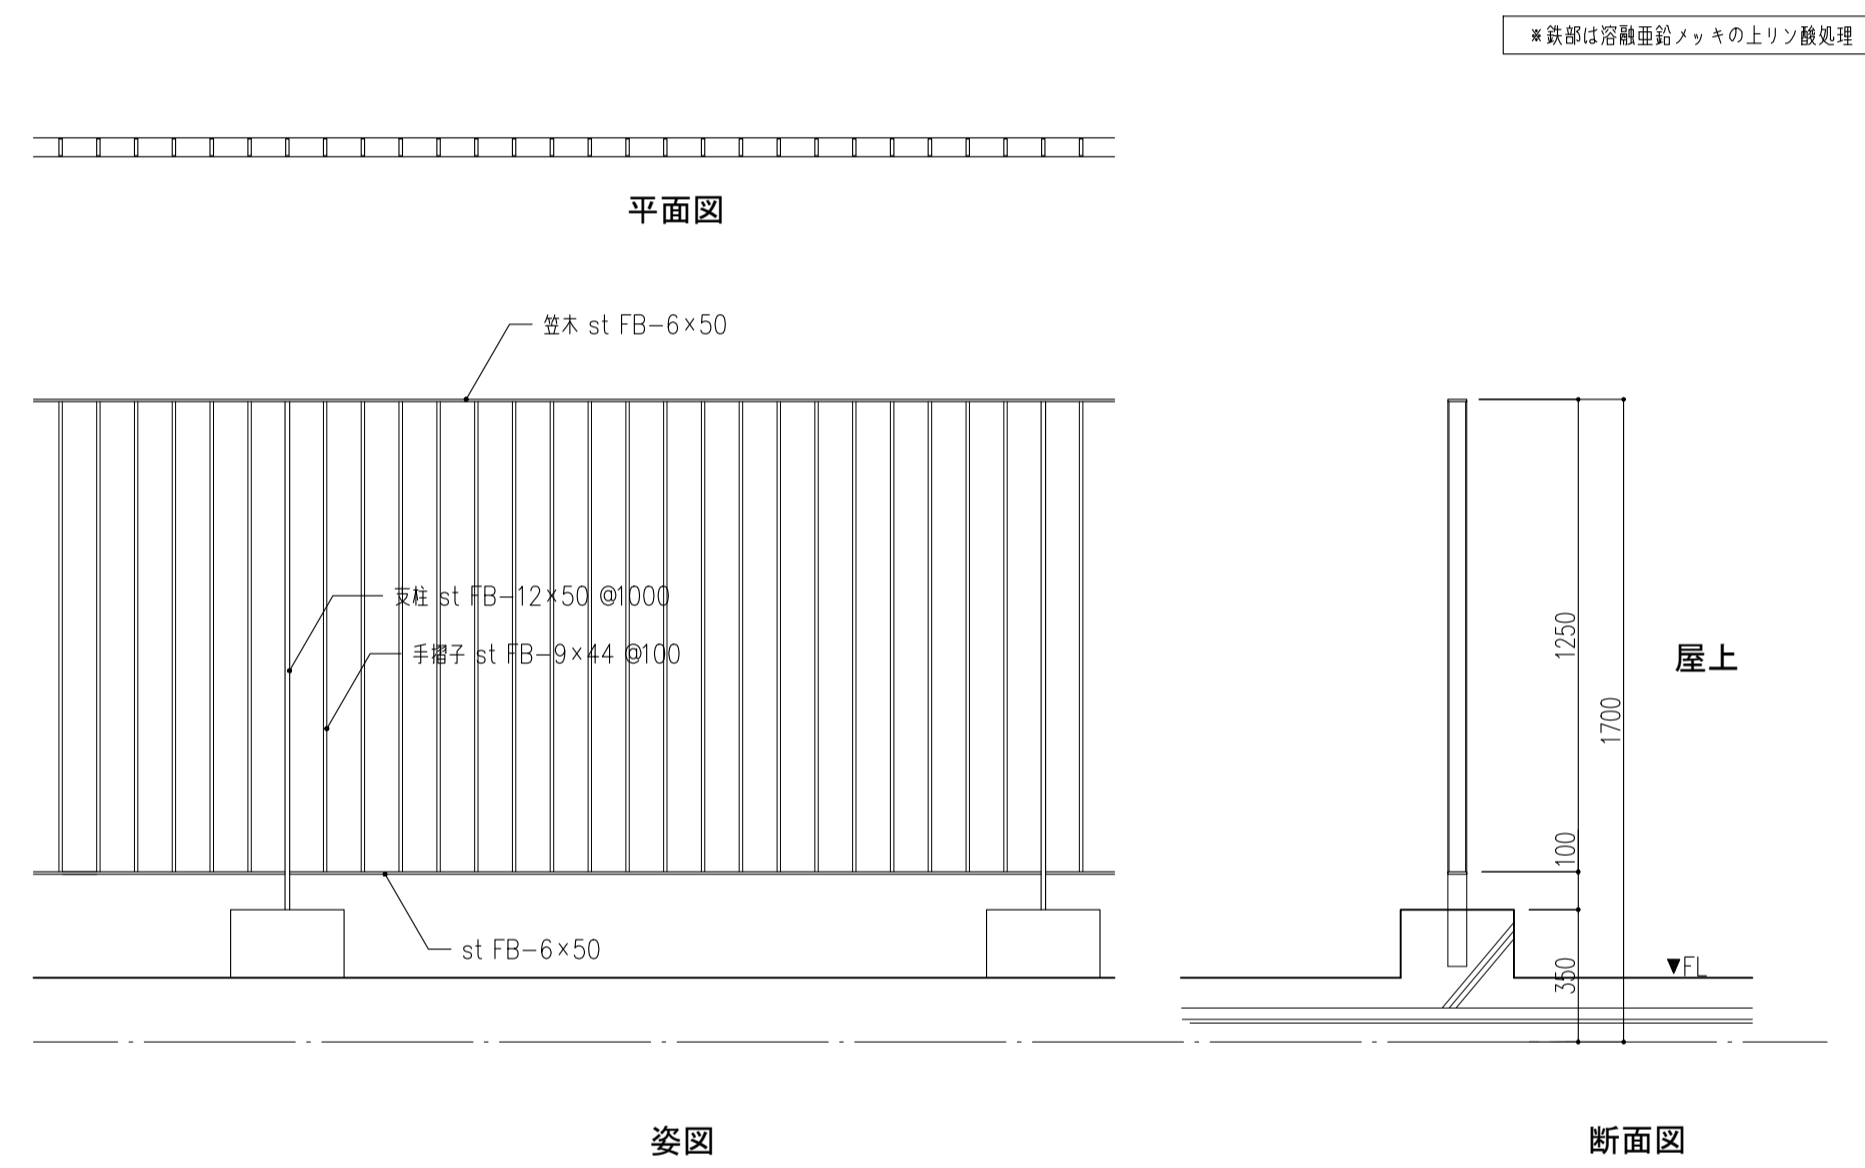 ※鉄部は溶融亜鉛メッキの上リン酸処理
平面図
笠木 st FB-6×50
支柱 st FB-12×50 @1000
手摺子 st FB-9×44 @100
st FB-6×50
1250
1700
100
350
屋上
▼FL
姿図
断面図